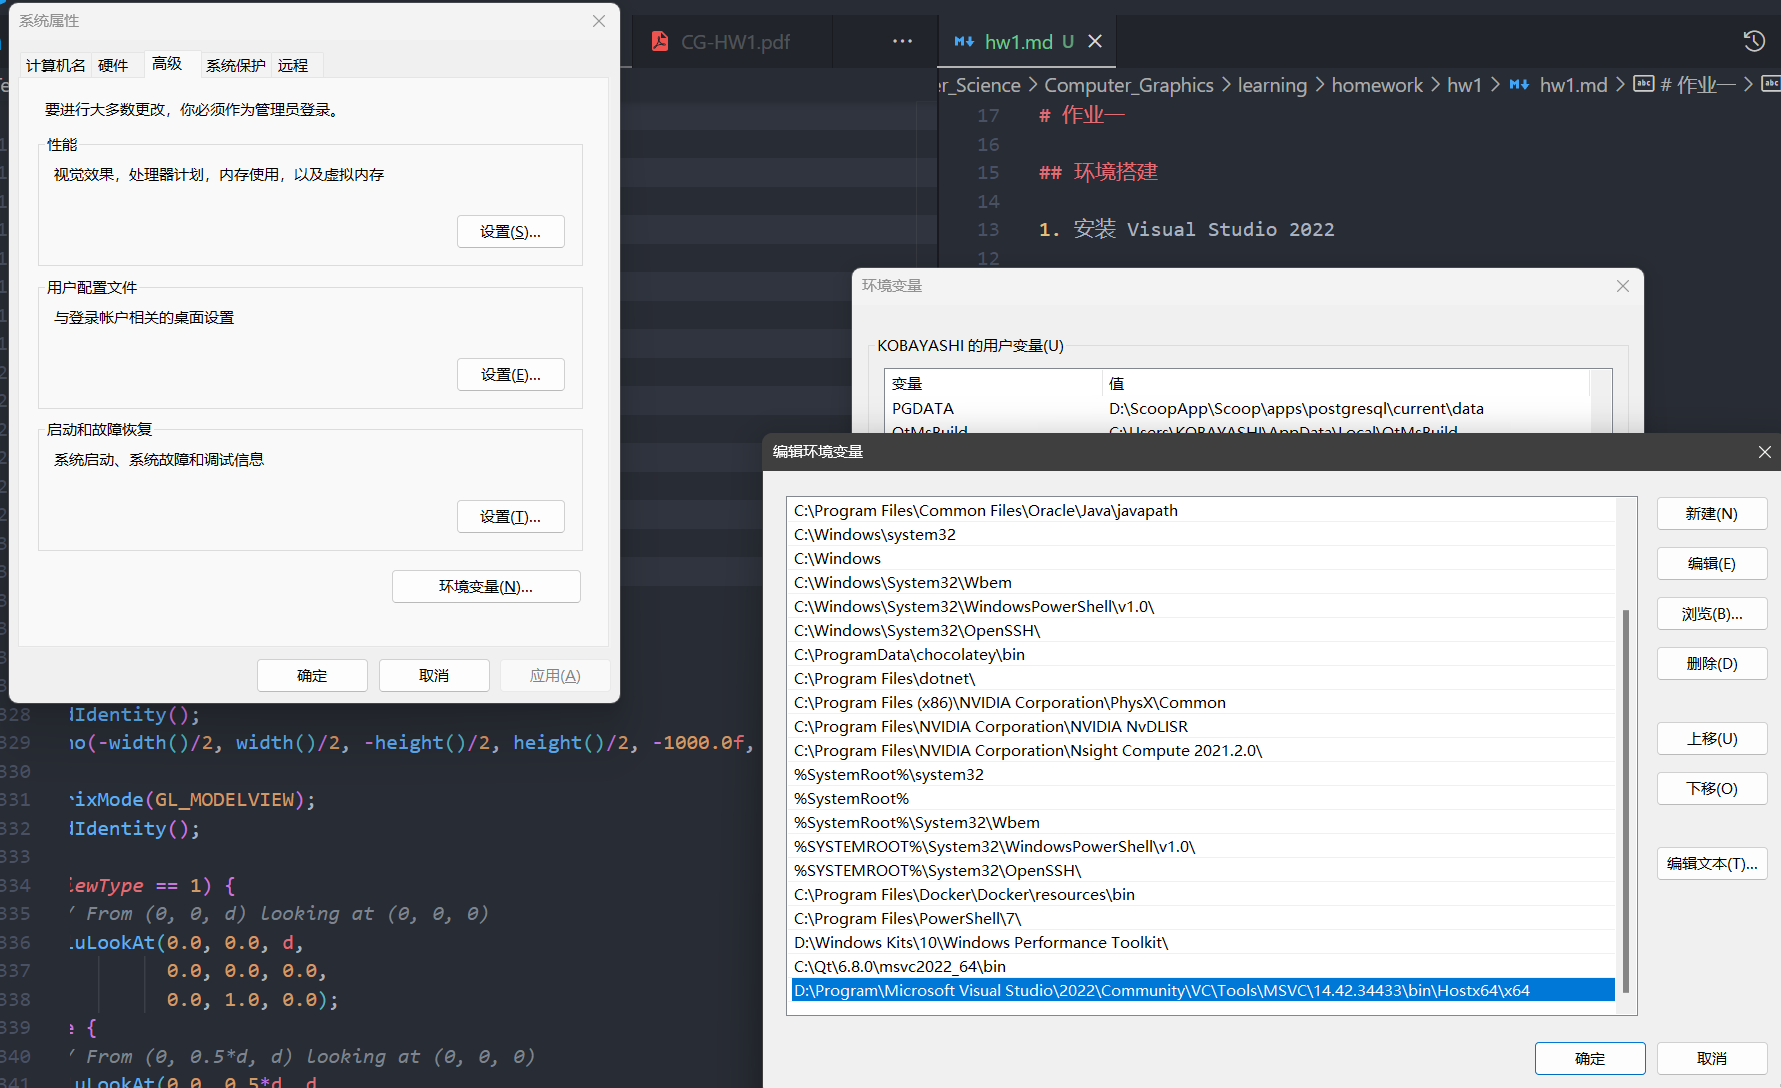 系统属性
计算机名
硬件
高级
系统保护
远程
要进行大多数更改，你必须作为管理员登录。
性能
视觉效果，处理器计划，内存使用，以及虚拟内存
设置(S)...
用户配置文件
与登录帐户相关的桌面设置
设置(E)...
启动和故障恢复
系统启动、系统故障和调试信息
设置(T)...
环境变量(N)...
确定
取消
应用(A)
CG-HW1.pdf
···
hw1.md U
er_Science > Computer_Graphics > learning > homework > hw1 > hw1.md > # 作业一 >
17 # 作业一
16
15 ## 环境搭建
14
13 1. 安装 Visual Studio 2022
12
环境变量
KOBAYASHI 的用户变量(U)
变量 值
PGDATA D:\ScoopApp\Scoop\apps\postgresql\current\data
QtMsBuild C:\Users\KOBAYASHI\AppData\Local\QtMsBuild
编辑环境变量
C:\Program Files\Common Files\Oracle\Java\javapath
C:\Windows\system32
C:\Windows
C:\Windows\System32\Wbem
C:\Windows\System32\WindowsPowerShell\v1.0\
C:\Windows\System32\OpenSSH\
C:\ProgramData\chocolatey\bin
C:\Program Files\dotnet\
C:\Program Files (x86)\NVIDIA Corporation\PhysX\Common
C:\Program Files\NVIDIA Corporation\NVIDIA NvDLISR
C:\Program Files\NVIDIA Corporation\Nsight Compute 2021.2.0\
%SystemRoot%\system32
%SystemRoot%
%SystemRoot%\System32\Wbem
%SYSTEMROOT%\System32\WindowsPowerShell\v1.0\
%SYSTEMROOT%\System32\OpenSSH\
C:\Program Files\Docker\Docker\resources\bin
C:\Program Files\PowerShell\7\
D:\Windows Kits\10\Windows Performance Toolkit\
C:\Qt\6.8.0\msvc2022_64\bin
D:\Program\Microsoft Visual Studio\2022\Community\VC\Tools\MSVC\14.42.34433\bin\Hostx64\x64
新建(N)
编辑(E)
浏览(B)...
删除(D)
上移(U)
下移(O)
编辑文本(T)...
确定
取消
328 dIdentity();
329 ho(-width()/2, width()/2, -height()/2, height()/2, -1000.0f,
330
331 rixMode(GL_MODELVIEW);
332 dIdentity();
333
334 iewType == 1) {
335 / From (0, 0, d) looking at (0, 0, 0)
336 luLookAt(0.0, 0.0, d,
337 0.0, 0.0, 0.0,
338 0.0, 1.0, 0.0);
339 e {
340 / From (0, 0.5*d, d) looking at (0, 0, 0)
341 luLookAt(0.0, 0.5*d, d,